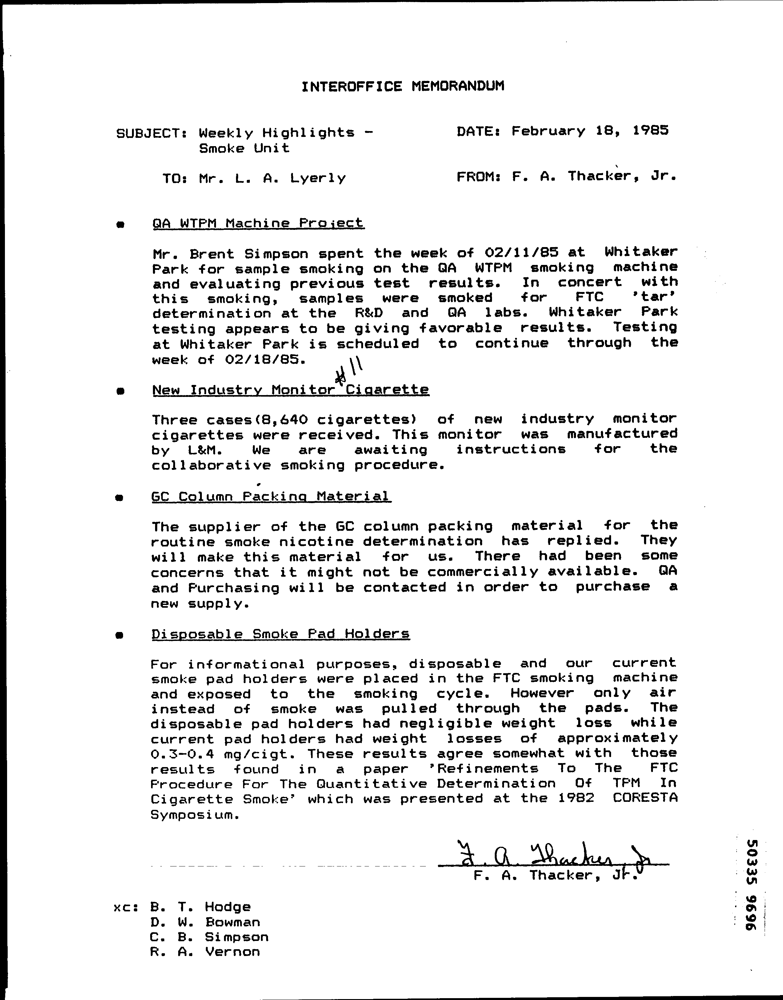 INTEROFFICE MEMORANDUM
SUBJECT: Weekly Highlights -
Smoke Unit
DATE: February 18, 1985
TO: Mr. L. A. Lyerly
FROM: F. A. Thacker, Jr.
QA WTPM Machine Project
Mr. Brent Simpson spent the week of 02/11/85 at Whitaker
Park for sample smoking on the QA WTPM smoking machine
and evaluating previous test results. In concert with
this smoking, samples were smoked for FTC 'tar'
determination at the R&D and QA labs. Whitaker Park
testing appears to be giving favorable results. Testing
at Whitaker Park is scheduled to continue through the
week of 02/18/85.
#11
New Industry Monitor Cigarette
Three cases(8,640 cigarettes) of new industry monitor
cigarettes were received. This monitor was manufactured
by L&M. We are awaiting instructions for the
collaborative smoking procedure.
GC Column Packing Material
The supplier of the GC column packing material for the
routine smoke nicotine determination has replied. They
will make this material for us. There had been some
concerns that it might not be commercially available. QA
and Purchasing will be contacted in order to purchase a
new supply.
Disposable Smoke Pad Holders
For informational purposes, disposable and our current
smoke pad holders were placed in the FTC smoking machine
and exposed to the smoking cycle. However only air
instead of smoke was pulled through the pads. The
disposable pad holders had negligible weight loss while
current pad holders had weight losses of approximately
0.3-0.4 mg/cigt. These results agree somewhat with those
results found in a paper 'Refinements To The FTC
Procedure For The Quantitative Determination Of TPM In
Cigarette Smoke' which was presented at the 1982 CORESTA
Symposium.
F. A. Thacker, Jr
F. A. Thacker, Jr.
xc: B. T. Hodge
D. W. Bowman
C. B. Simpson
R. A. Vernon
50335 9696